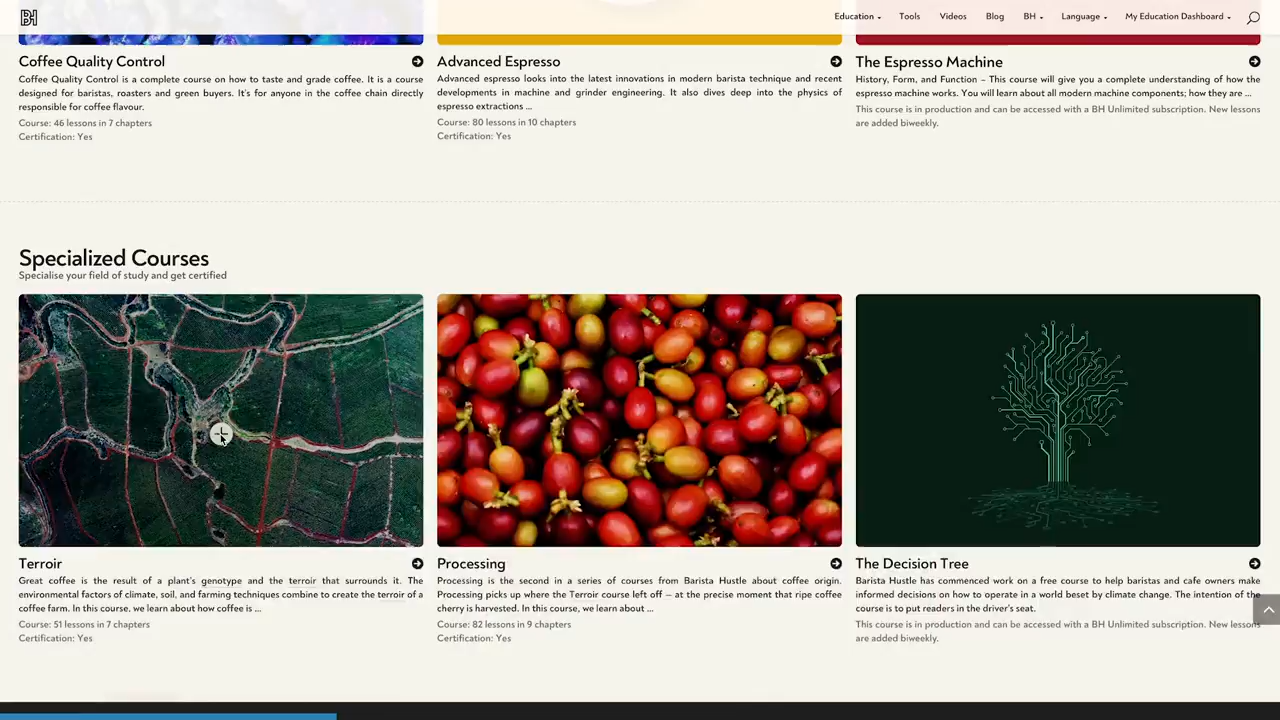 BH
Education
Tools
Videos
Blog
BH
Language
My Education Dashboard
Coffee Quality Control
Coffee Quality Control is a complete course on how to taste and grade coffee. It is a course
designed for baristas, roasters and green buyers. It's for anyone in the coffee chain directly
responsible for coffee flavour.
Course: 46 lessons in 7 chapters
Certification: Yes
Advanced Espresso
Advanced espresso looks into the latest innovations in modern barista technique and recent
developments in machine and grinder engineering. It also dives deep into the physics of
espresso extractions ...
Course: 80 lessons in 10 chapters
Certification: Yes
The Espresso Machine
History, Form, and Function – This course will give you a complete understanding of how the
espresso machine works. You will learn about all modern machine components; how they are ...
This course is in production and can be accessed with a BH Unlimited subscription. New lessons
are added biweekly.
Specialized Courses
Specialise your field of study and get certified
Terroir
Great coffee is the result of a plant's genotype and the terroir that surrounds it. The
environmental factors of climate, soil, and farming techniques combine to create the terroir of a
coffee farm. In this course, we learn about how coffee is ...
Course: 51 lessons in 7 chapters
Certification: Yes
Processing
Processing is the second in a series of courses from Barista Hustle about coffee origin.
Processing picks up where the Terroir course left off – at the precise moment that ripe coffee
cherry is harvested. In this course, we learn about ...
Course: 82 lessons in 9 chapters
Certification: Yes
The Decision Tree
Barista Hustle has commenced work on a free course to help baristas and cafe owners make
informed decisions on how to operate in a world beset by climate change. The intention of the
course is to put readers in the driver's seat.
This course is in production and can be accessed with a BH Unlimited subscription. New lessons
are added biweekly.